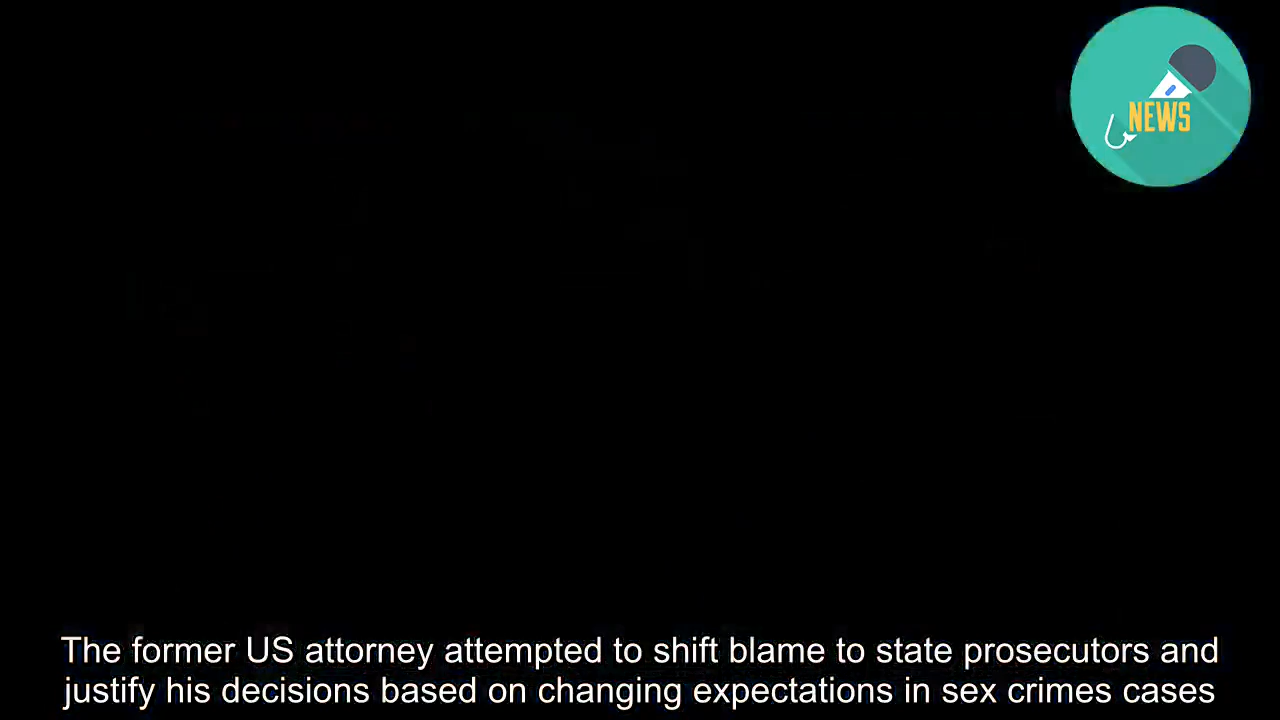 NEWS
The former US attorney attempted to shift blame to state prosecutors and
justify his decisions based on changing expectations in sex crimes cases